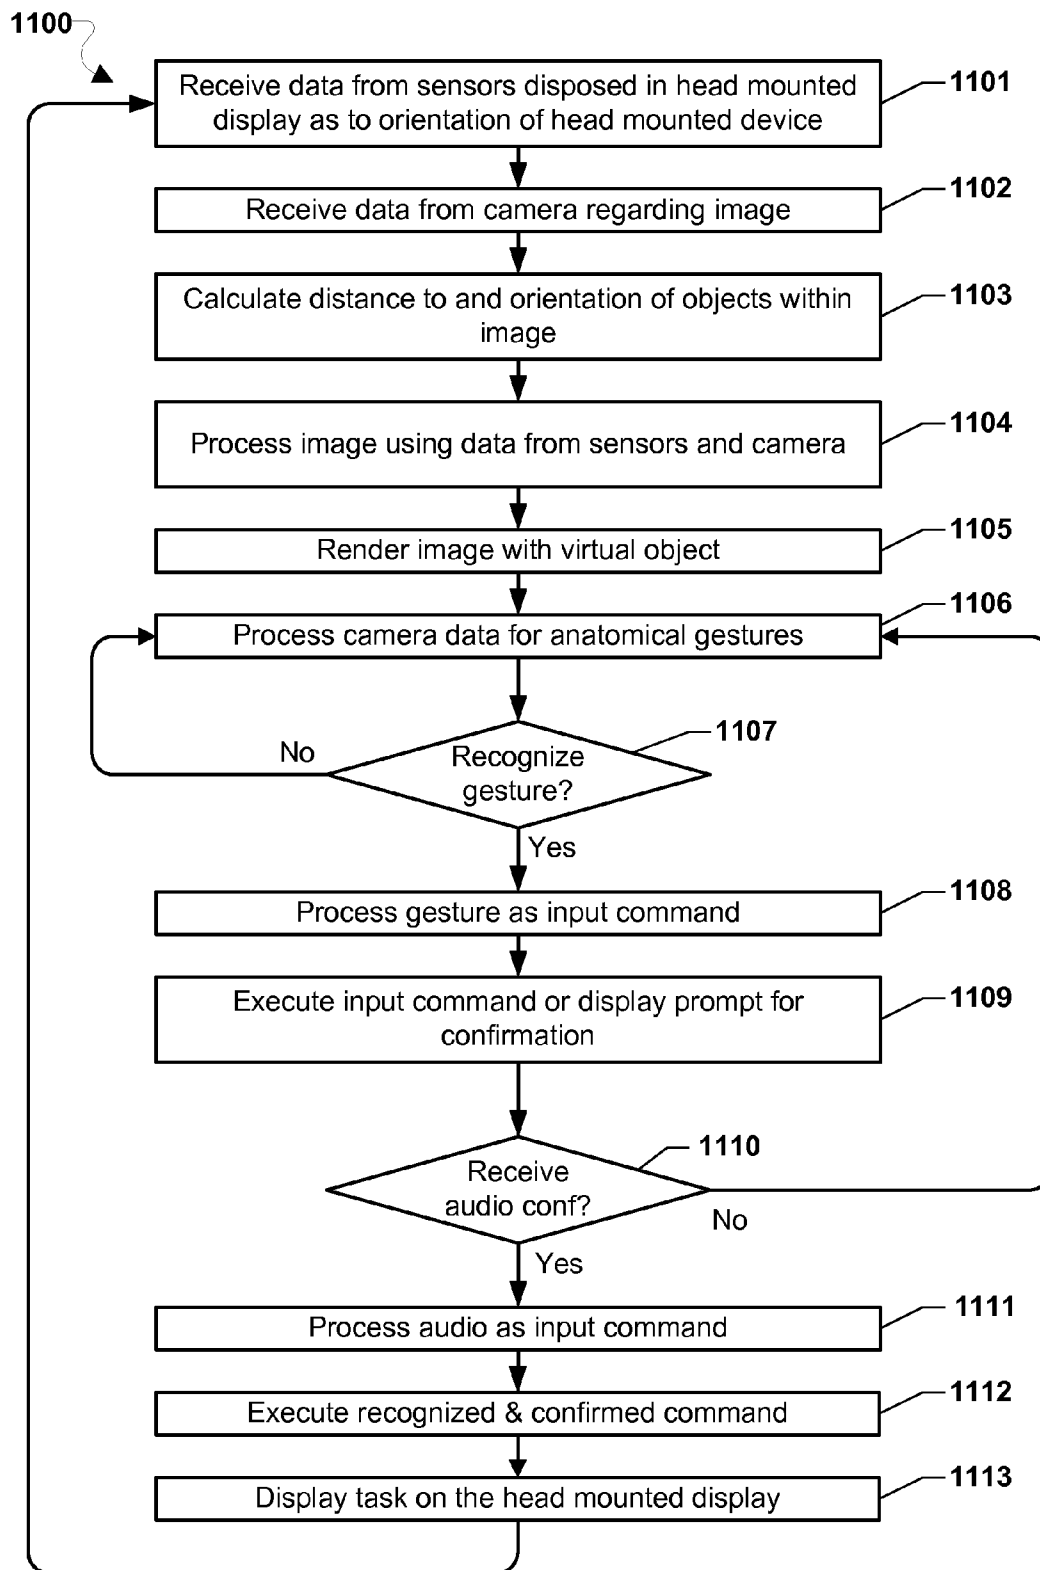 1100
Receive data from sensors disposed in head mounted
display as to orientation of head mounted device
1101
Receive data from camera regarding image
1102
Calculate distance to and orientation of objects within
image
1103
Process image using data from sensors and camera
1104
Render image with virtual object
1105
Process camera data for anatomical gestures
1106
Recognize
gesture?
1107
No
Yes
Process gesture as input command
1108
Execute input command or display prompt for
confirmation
1109
Receive
audio conf?
1110
No
Yes
Process audio as input command
1111
Execute recognized & confirmed command
1112
Display task on the head mounted display
1113